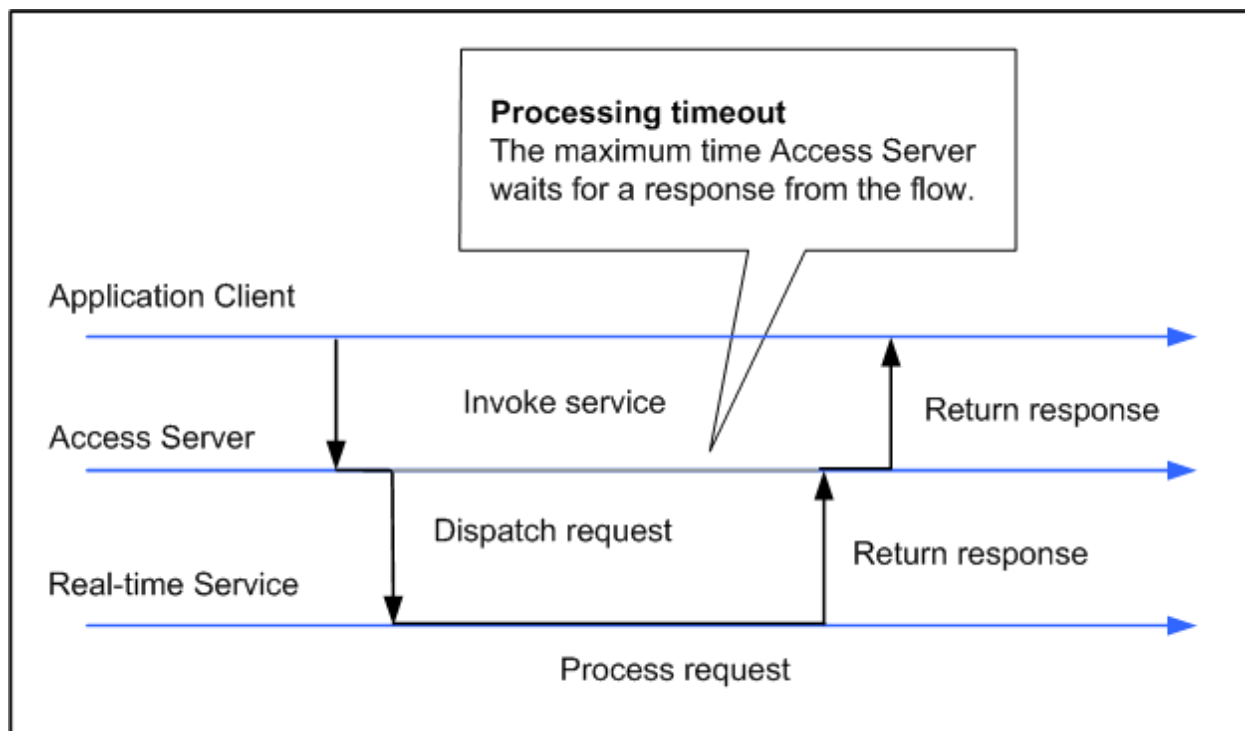 Processing timeout
The maximum time Access Server
waits for a response from the flow.
Application Client
Invoke service
Return response
Access Server
Dispatch request
Return response
Real-time Service
Process request